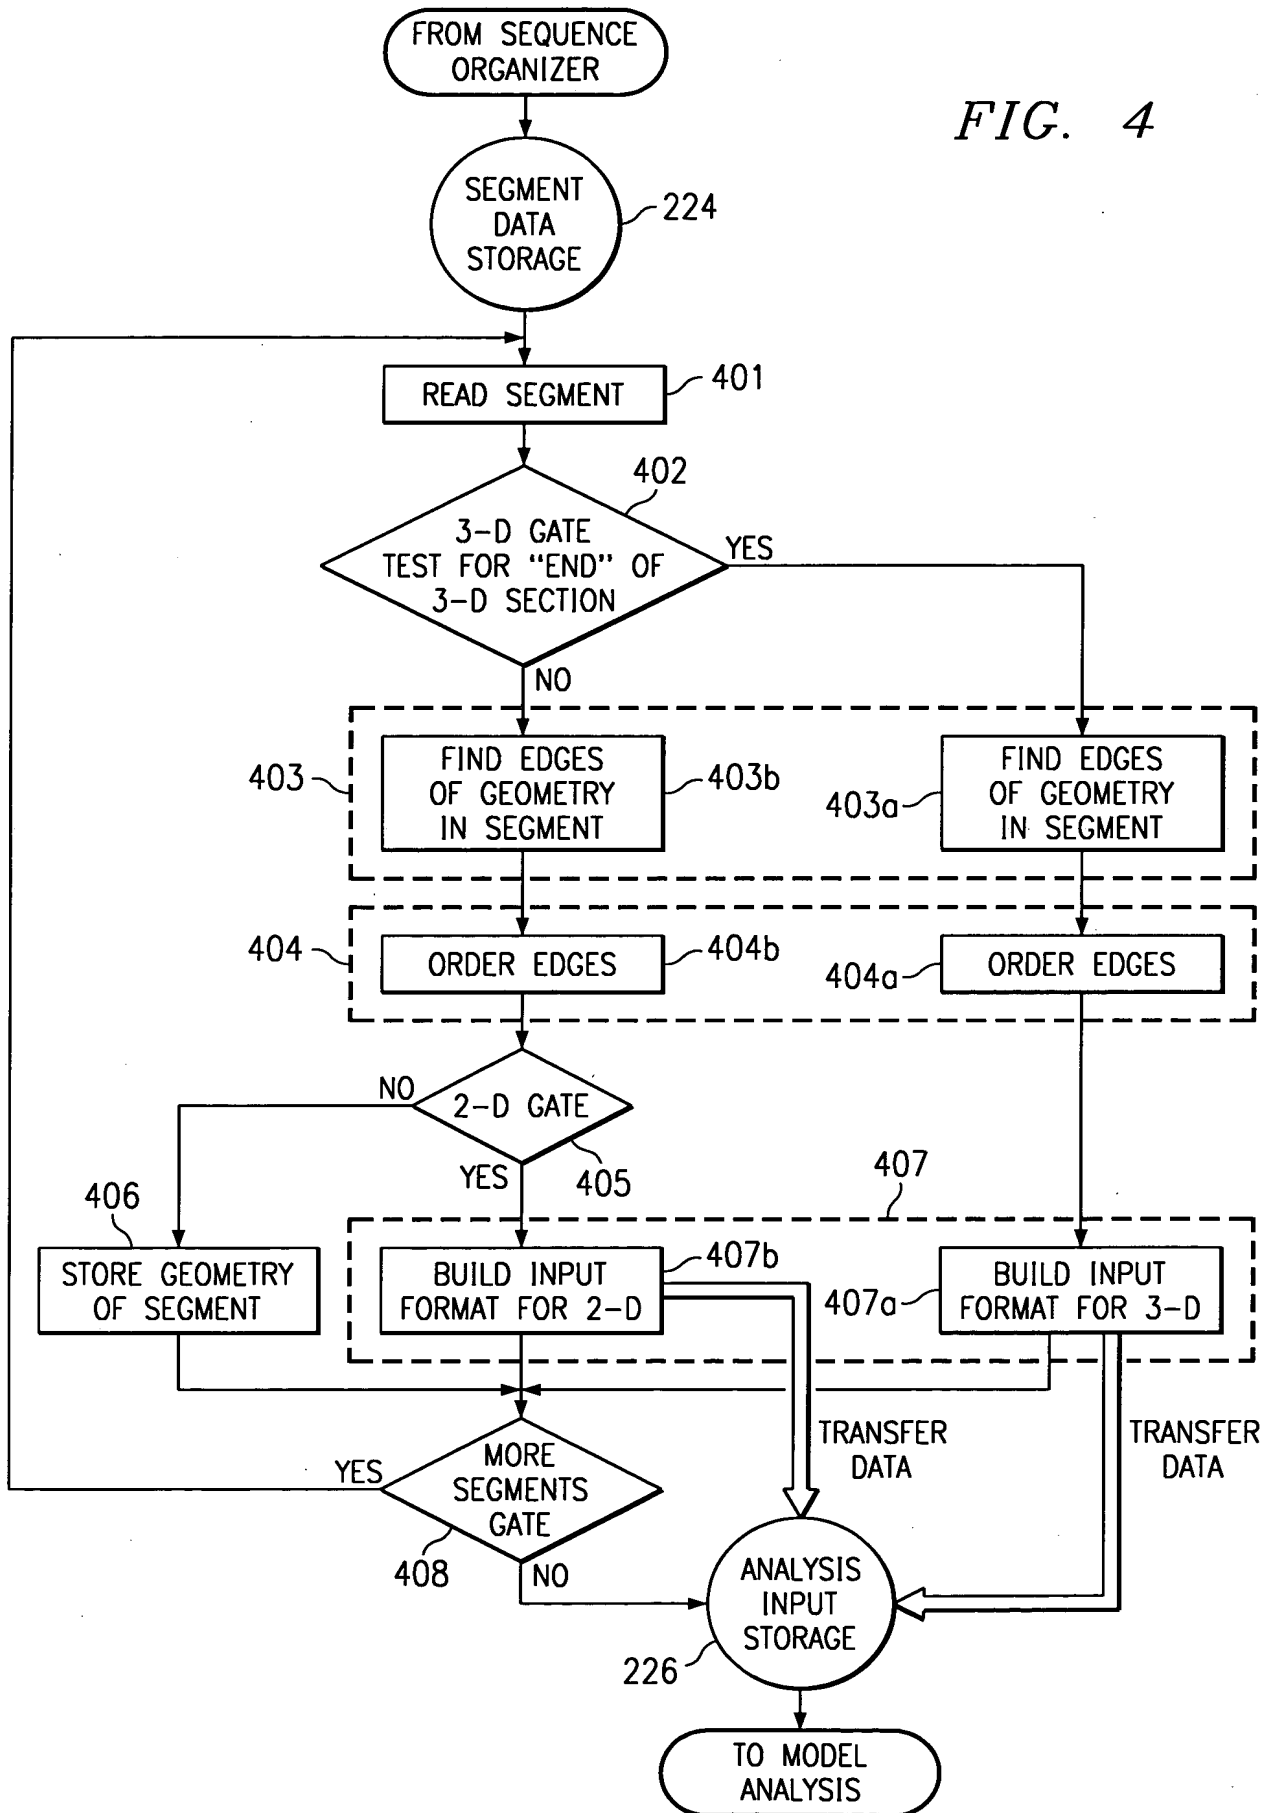 FROM SEQUENCE
ORGANIZER
FIG. 4
SEGMENT
DATA
STORAGE
224
READ SEGMENT
401
402
3-D GATE
TEST FOR "END" OF
3-D SECTION
YES
NO
403
FIND EDGES
OF GEOMETRY
IN SEGMENT
403b
403a
FIND EDGES
OF GEOMETRY
IN SEGMENT
404
ORDER EDGES
404b
404a
ORDER EDGES
NO
2-D GATE
405
YES
407
406
STORE GEOMETRY
OF SEGMENT
BUILD INPUT
FORMAT FOR 2-D
407b
407a
BUILD INPUT
FORMAT FOR 3-D
TRANSFER
DATA
TRANSFER
DATA
YES
MORE
SEGMENTS
GATE
408
NO
ANALYSIS
INPUT
STORAGE
226
TO MODEL
ANALYSIS